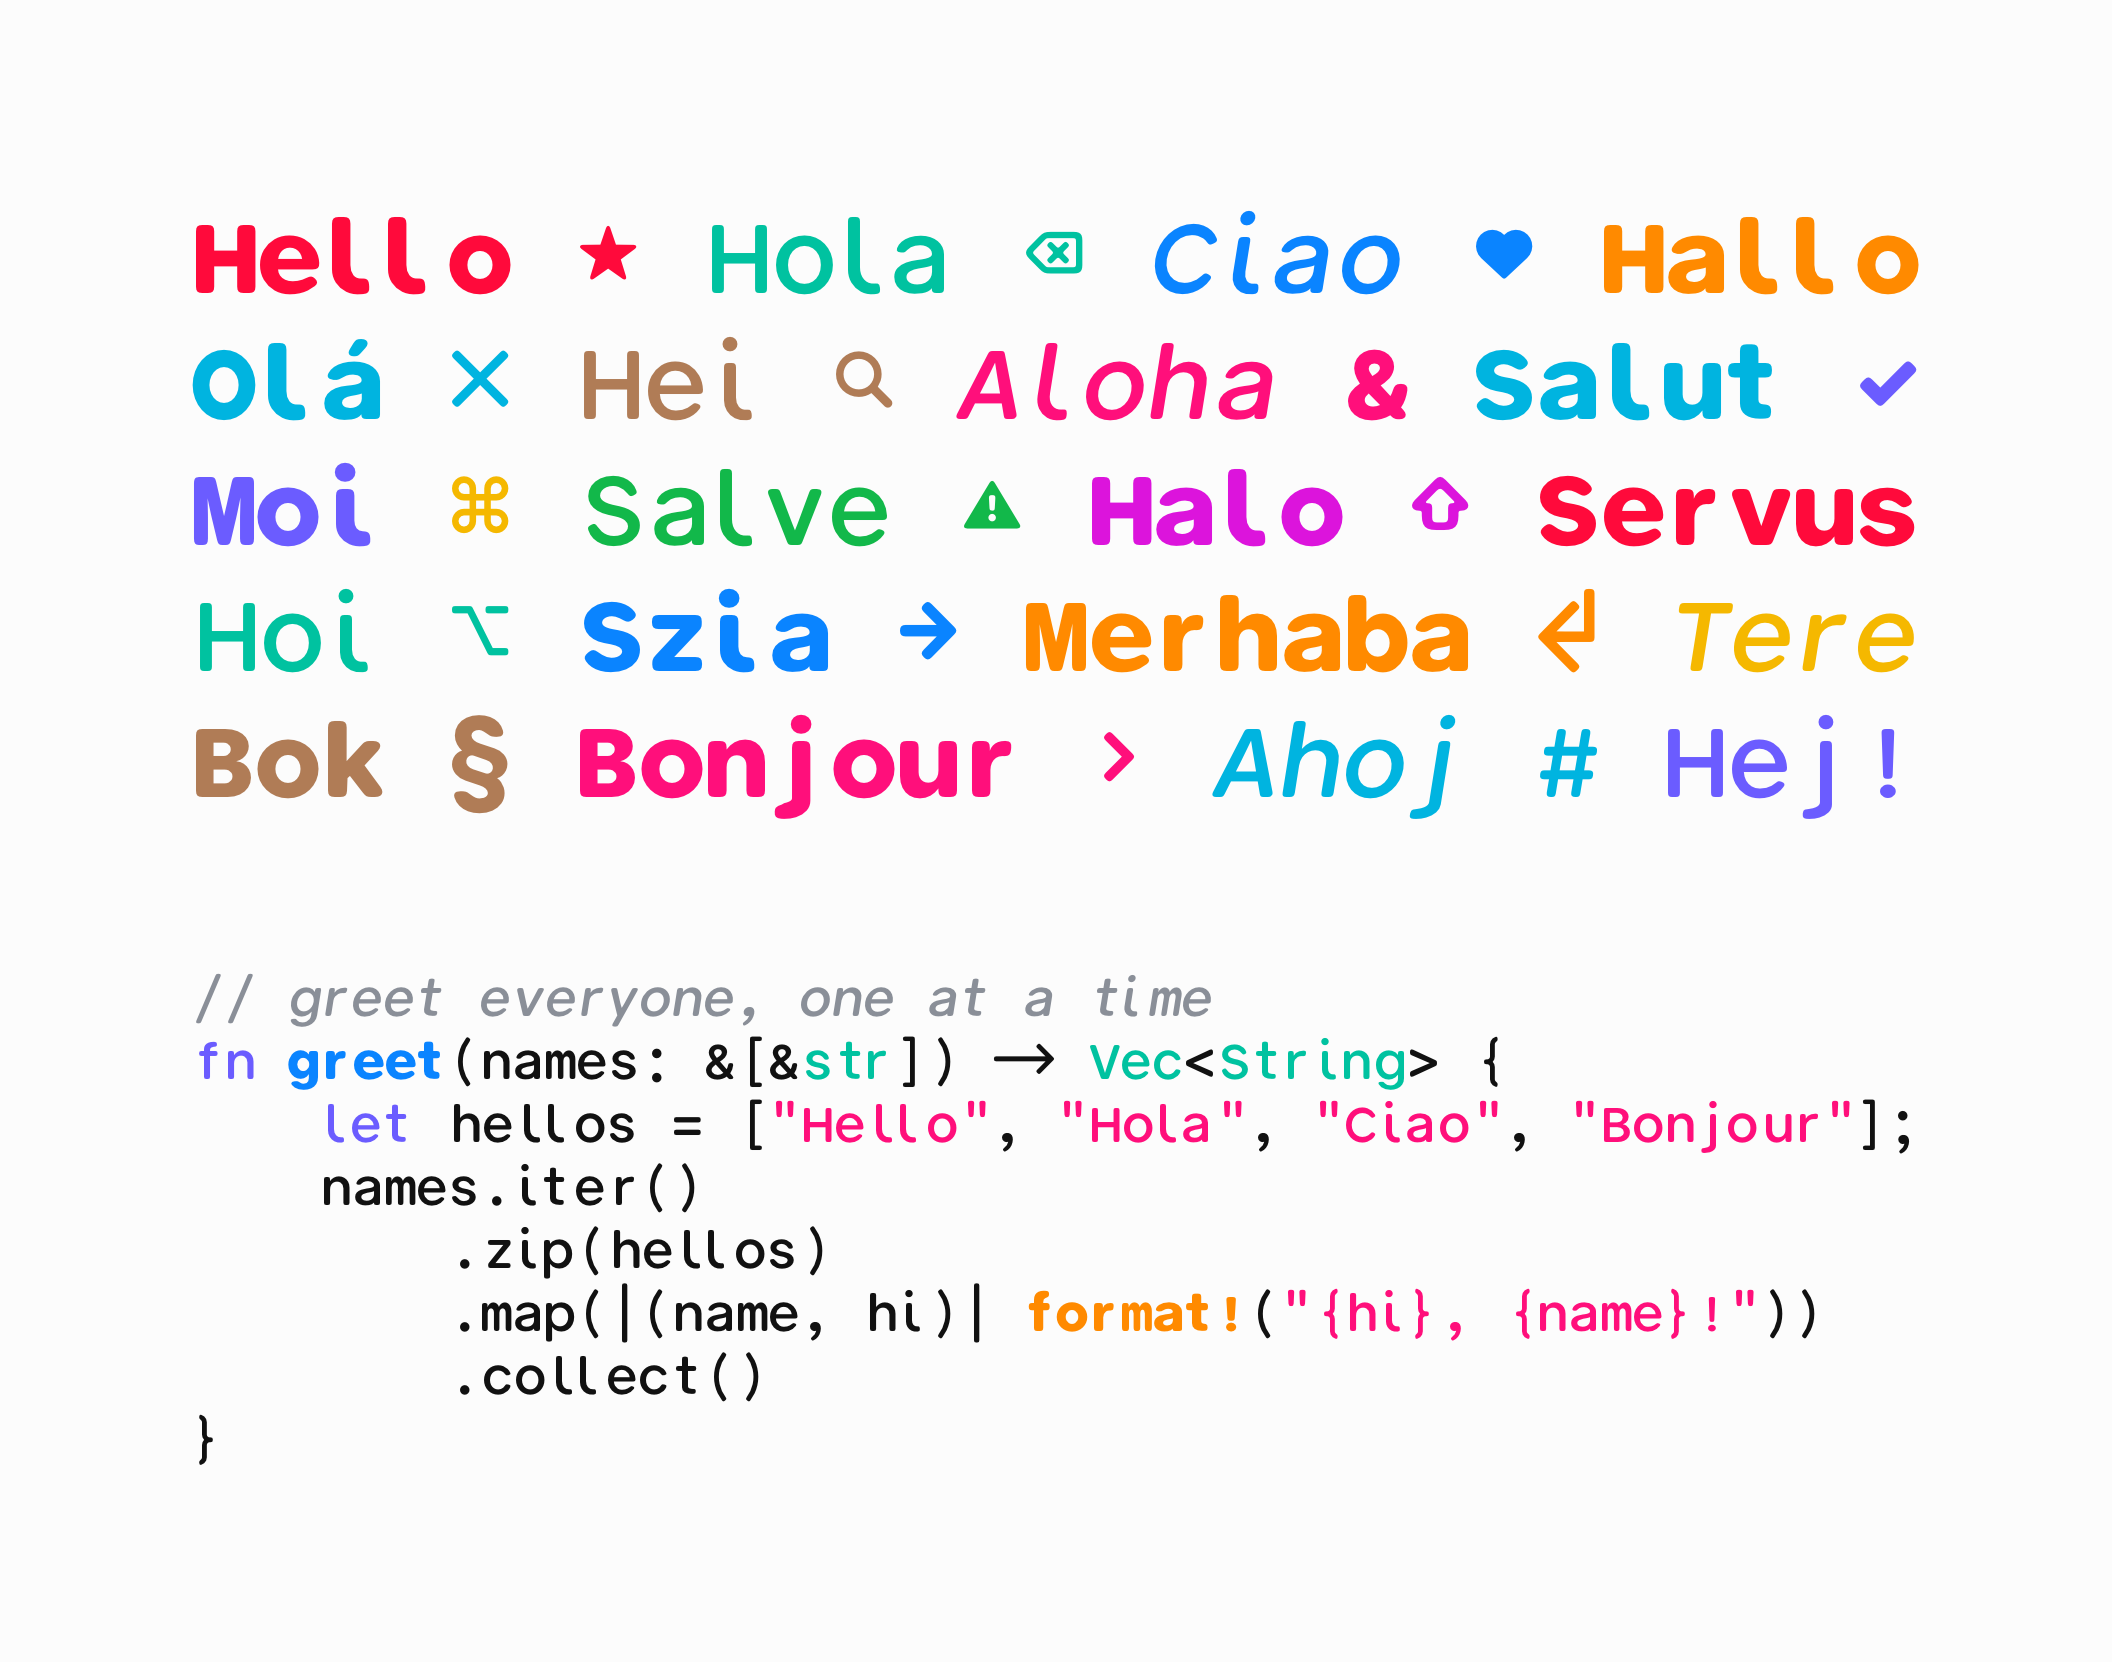 Hello ★ Hola ⌫ Ciao ♥ Hallo
Olá ✕ Hei 🔍 Aloha & Salut ✓
Moi ⌘ Salve ⚠ Halo ⇧ Servus
Hoi ⌥ Szia → Merhaba ⏎ Tere
Bok § Bonjour › Ahoj # Hej!
// greet everyone, one at a time
fn greet(names: &[&str]) ⟶ Vec<String> {
    let hellos = ["Hello", "Hola", "Ciao", "Bonjour"];
    names.iter()
        .zip(hellos)
        .map(|(name, hi)| format!("{hi}, {name}!"))
        .collect()
}